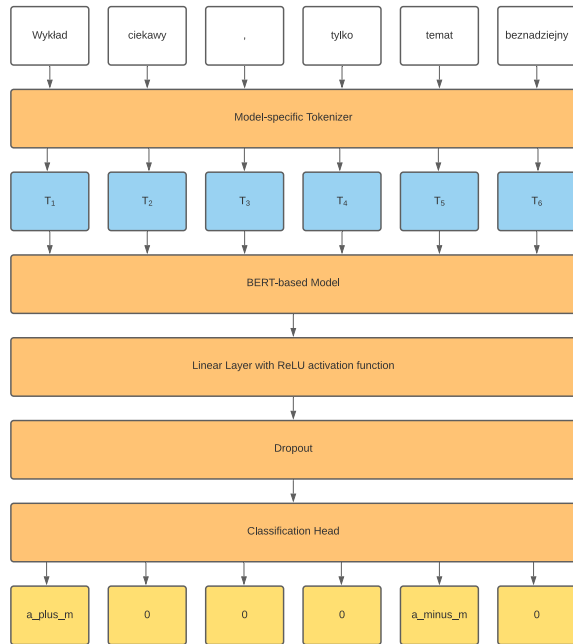 Wykład ciekawy , tylko temat beznadziejny
Model-specific Tokenizer
T₁ T₂ T₃ T₄ T₅ T₆
BERT-based Model
Linear Layer with ReLU activation function
Dropout
Classification Head
a_plus_m 0 0 0 a_minus_m 0